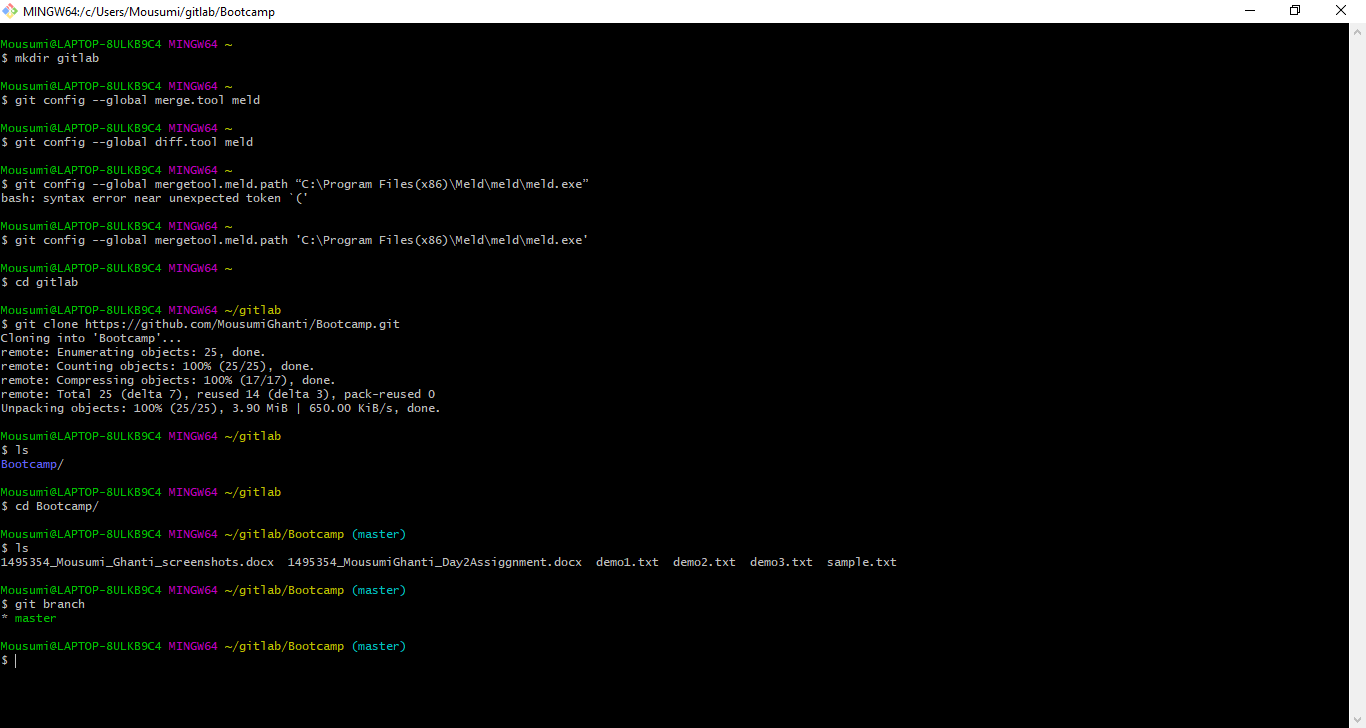 MINGW64:/c/Users/Mousumi/gitlab/Bootcamp
Mousumi@LAPTOP-8ULKB9C4 MINGW64 ~
$ mkdir gitlab
Mousumi@LAPTOP-8ULKB9C4 MINGW64 ~
$ git config --global merge.tool meld
Mousumi@LAPTOP-8ULKB9C4 MINGW64 ~
$ git config --global diff.tool meld
Mousumi@LAPTOP-8ULKB9C4 MINGW64 ~
$ git config --global mergetool.meld.path “C:\Program Files(x86)\Meld\meld\meld.exe”
bash: syntax error near unexpected token `('
Mousumi@LAPTOP-8ULKB9C4 MINGW64 ~
$ git config --global mergetool.meld.path 'C:\Program Files(x86)\Meld\meld\meld.exe'
Mousumi@LAPTOP-8ULKB9C4 MINGW64 ~
$ cd gitlab
Mousumi@LAPTOP-8ULKB9C4 MINGW64 ~/gitlab
$ git clone https://github.com/MousumiGhanti/Bootcamp.git
Cloning into 'Bootcamp'...
remote: Enumerating objects: 25, done.
remote: Counting objects: 100% (25/25), done.
remote: Compressing objects: 100% (17/17), done.
remote: Total 25 (delta 7), reused 14 (delta 3), pack-reused 0
Unpacking objects: 100% (25/25), 3.90 MiB | 650.00 KiB/s, done.
Mousumi@LAPTOP-8ULKB9C4 MINGW64 ~/gitlab
$ ls
Bootcamp/
Mousumi@LAPTOP-8ULKB9C4 MINGW64 ~/gitlab
$ cd Bootcamp/
Mousumi@LAPTOP-8ULKB9C4 MINGW64 ~/gitlab/Bootcamp (master)
$ ls
1495354_Mousumi_Ghanti_screenshots.docx  1495354_MousumiGhanti_Day2Assiggnment.docx  demo1.txt  demo2.txt  demo3.txt  sample.txt
Mousumi@LAPTOP-8ULKB9C4 MINGW64 ~/gitlab/Bootcamp (master)
$ git branch
* master
Mousumi@LAPTOP-8ULKB9C4 MINGW64 ~/gitlab/Bootcamp (master)
$